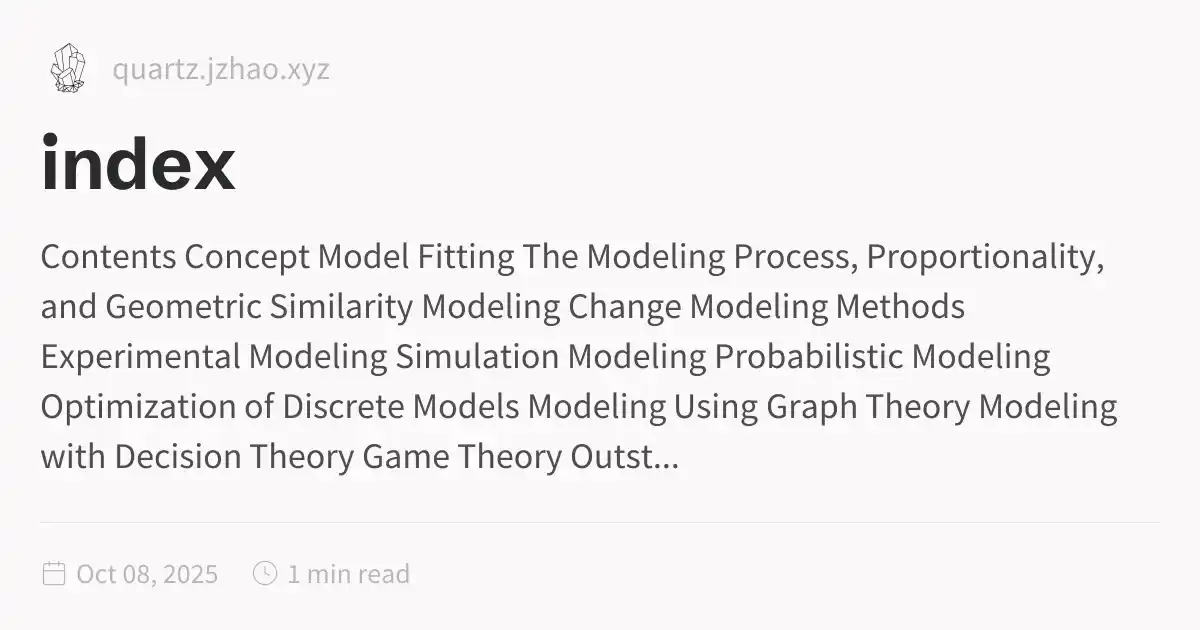 quartz.jzhao.xyz
index
Contents Concept Model Fitting The Modeling Process, Proportionality,
and Geometric Similarity Modeling Change Modeling Methods
Experimental Modeling Simulation Modeling Probabilistic Modeling
Optimization of Discrete Models Modeling Using Graph Theory Modeling
with Decision Theory Game Theory Outst...
Oct 08, 2025 1 min read